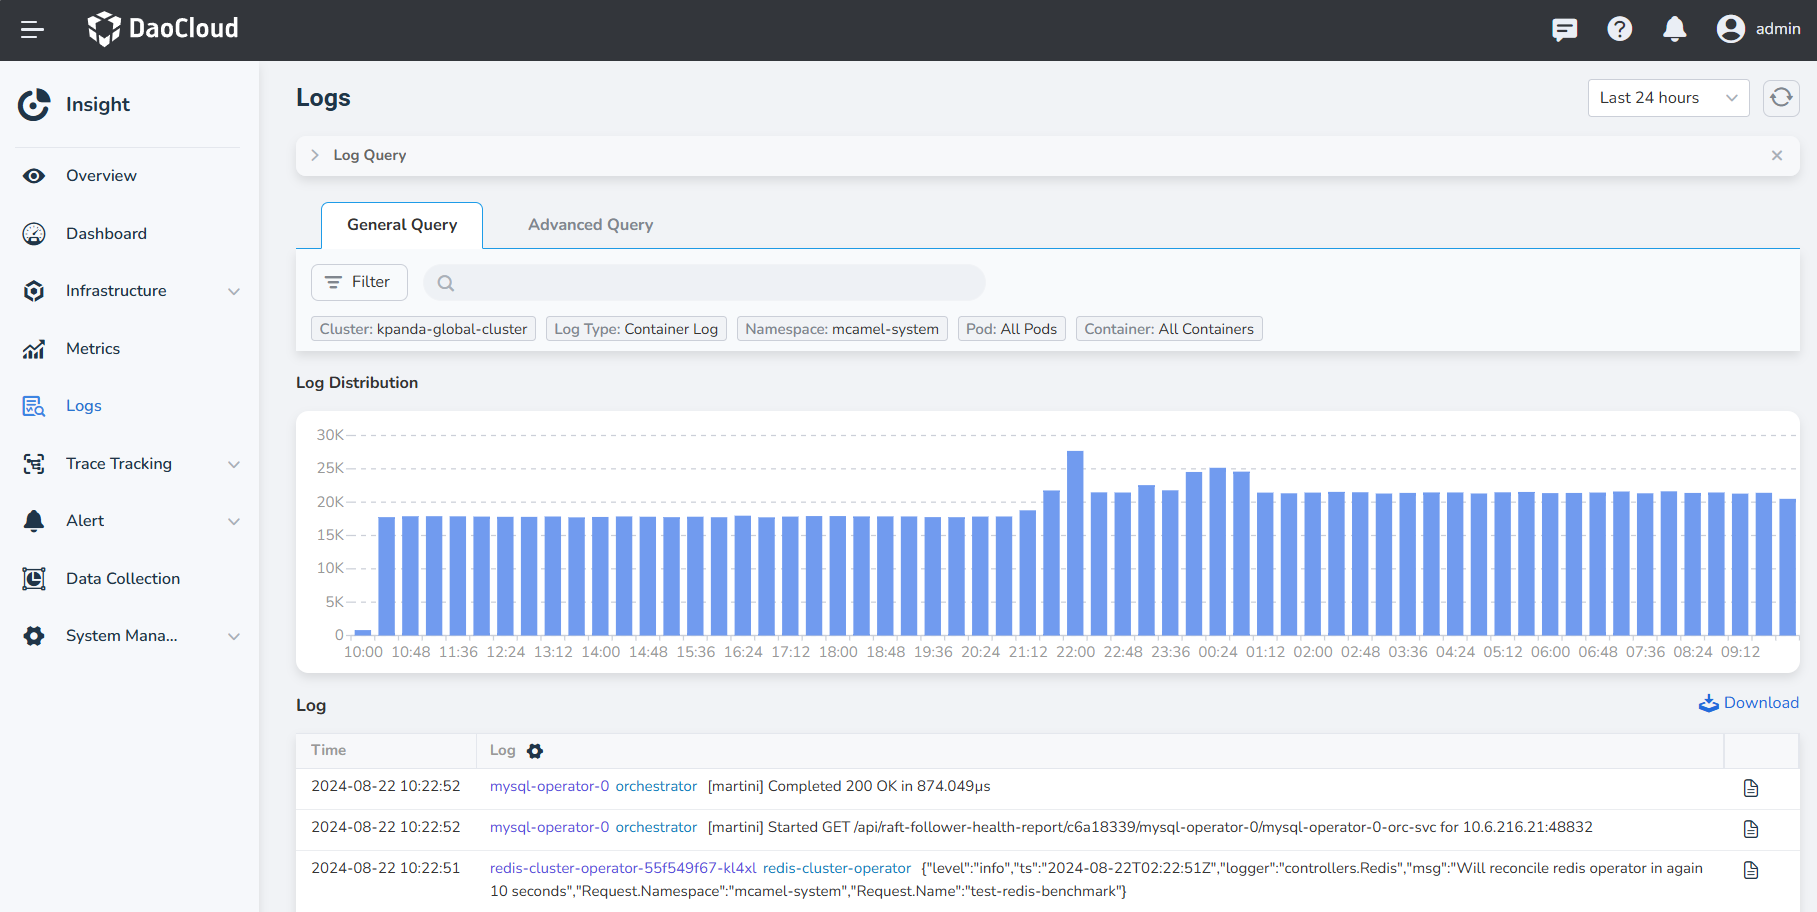 DaoCloud
admin
Insight
Overview
Dashboard
Infrastructure
Metrics
Logs
Trace Tracking
Alert
Data Collection
System Mana...
Logs
Last 24 hours
Log Query
General Query
Advanced Query
Filter
Cluster: kpanda-global-cluster
Log Type: Container Log
Namespace: mcamel-system
Pod: All Pods
Container: All Containers
Log Distribution
30K
25K
20K
15K
10K
5K
0
10:00 10:48 11:36 12:24 13:12 14:00 14:48 15:36 16:24 17:12 18:00 18:48 19:36 20:24 21:12 22:00 22:48 23:36 00:24 01:12 02:00 02:48 03:36 04:24 05:12 06:00 06:48 07:36 08:24 09:12
Log
Download
Time Log
2024-08-22 10:22:52 mysql-operator-0 orchestrator [martini] Completed 200 OK in 874.049µs
2024-08-22 10:22:52 mysql-operator-0 orchestrator [martini] Started GET /api/raft-follower-health-report/c6a18339/mysql-operator-0/mysql-operator-0-orc-svc for 10.6.216.21:48832
2024-08-22 10:22:51 redis-cluster-operator-55f549f67-kl4xl redis-cluster-operator {"level":"info","ts":"2024-08-22T02:22:51Z","logger":"controllers.Redis","msg":"Will reconcile redis operator in again
10 seconds","Request.Namespace":"mcamel-system","Request.Name":"test-redis-benchmark"}